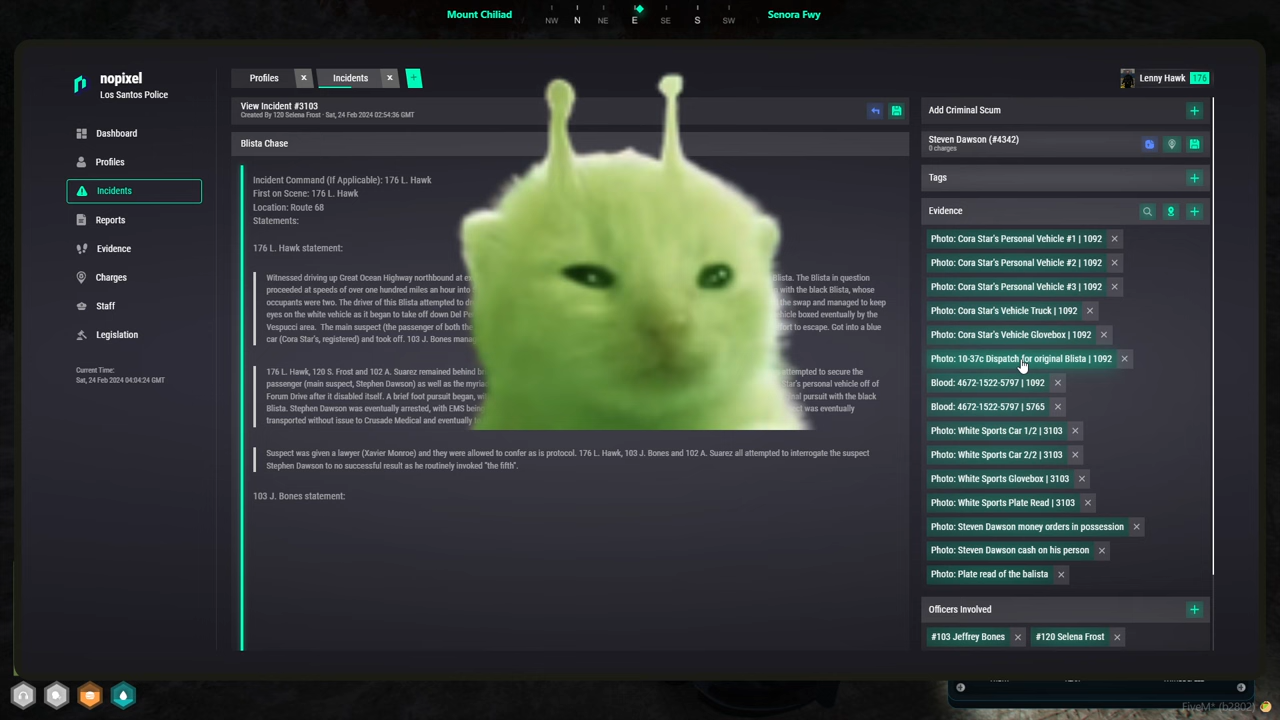 Mount Chiliad
NW N NE E SE S SW
Senora Fwy
nopixel
Los Santos Police
Dashboard
Profiles
Incidents
Reports
Evidence
Charges
Staff
Legislation
Current Time:
Sat, 24 Feb 2024 04:04:24 GMT
Profiles × Incidents × +
Lenny Hawk 176
View Incident #3103
Created By 120 Selena Frost · Sat, 24 Feb 2024 02:54:36 GMT
Blista Chase
Incident Command (If Applicable): 176 L. Hawk
First on Scene: 176 L. Hawk
Location: Route 68
Statements:
176 L. Hawk statement:
Witnessed driving up Great Ocean Highway northbound at Blista. The Blista in question
proceeded at speeds of over one hundred miles an hour into with the black Blista, whose
occupants were two. The driver of this Blista attempted to the swap and managed to keep
eyes on the white vehicle as it began to take off down Del boxed eventually by the
Vespucci area. The main suspect (the passenger of both the to escape. Got into a blue
car (Cora Star's, registered) and took off. 103 J. Bones
176 L. Hawk, 120 S. Frost and 102 A. Suarez remained behind attempted to secure the
passenger (main suspect, Stephen Dawson) as well as the Star's personal vehicle off of
Forum Drive after it disabled itself. A brief foot pursuit began, pursuit with the black
Blista. Stephen Dawson was eventually arrested, with EMS was eventually
transported without issue to Crusade Medical and eventually
Suspect was given a lawyer (Xavier Monroe) and they were allowed to confer as is protocol. 176 L. Hawk, 103 J. Bones and 102 A. Suarez all attempted to interrogate the suspect
Stephen Dawson to no successful result as he routinely invoked "the fifth".
103 J. Bones statement:
Add Criminal Scum
Steven Dawson (#4342)
0 charges
Tags
Evidence
Photo: Cora Star's Personal Vehicle #1 | 1092
Photo: Cora Star's Personal Vehicle #2 | 1092
Photo: Cora Star's Personal Vehicle #3 | 1092
Photo: Cora Star's Vehicle Truck | 1092
Photo: Cora Star's Vehicle Glovebox | 1092
Photo: 10-37c Dispatch for original Blista | 1092
Blood: 4672-1522-5797 | 1092
Blood: 4672-1522-5797 | 5765
Photo: White Sports Car 1/2 | 3103
Photo: White Sports Car 2/2 | 3103
Photo: White Sports Glovebox | 3103
Photo: White Sports Plate Read | 3103
Photo: Steven Dawson money orders in possession
Photo: Steven Dawson cash on his person
Photo: Plate read of the balista
Officers Involved
#103 Jeffrey Bones #120 Selena Frost
FiveM* (b2802)